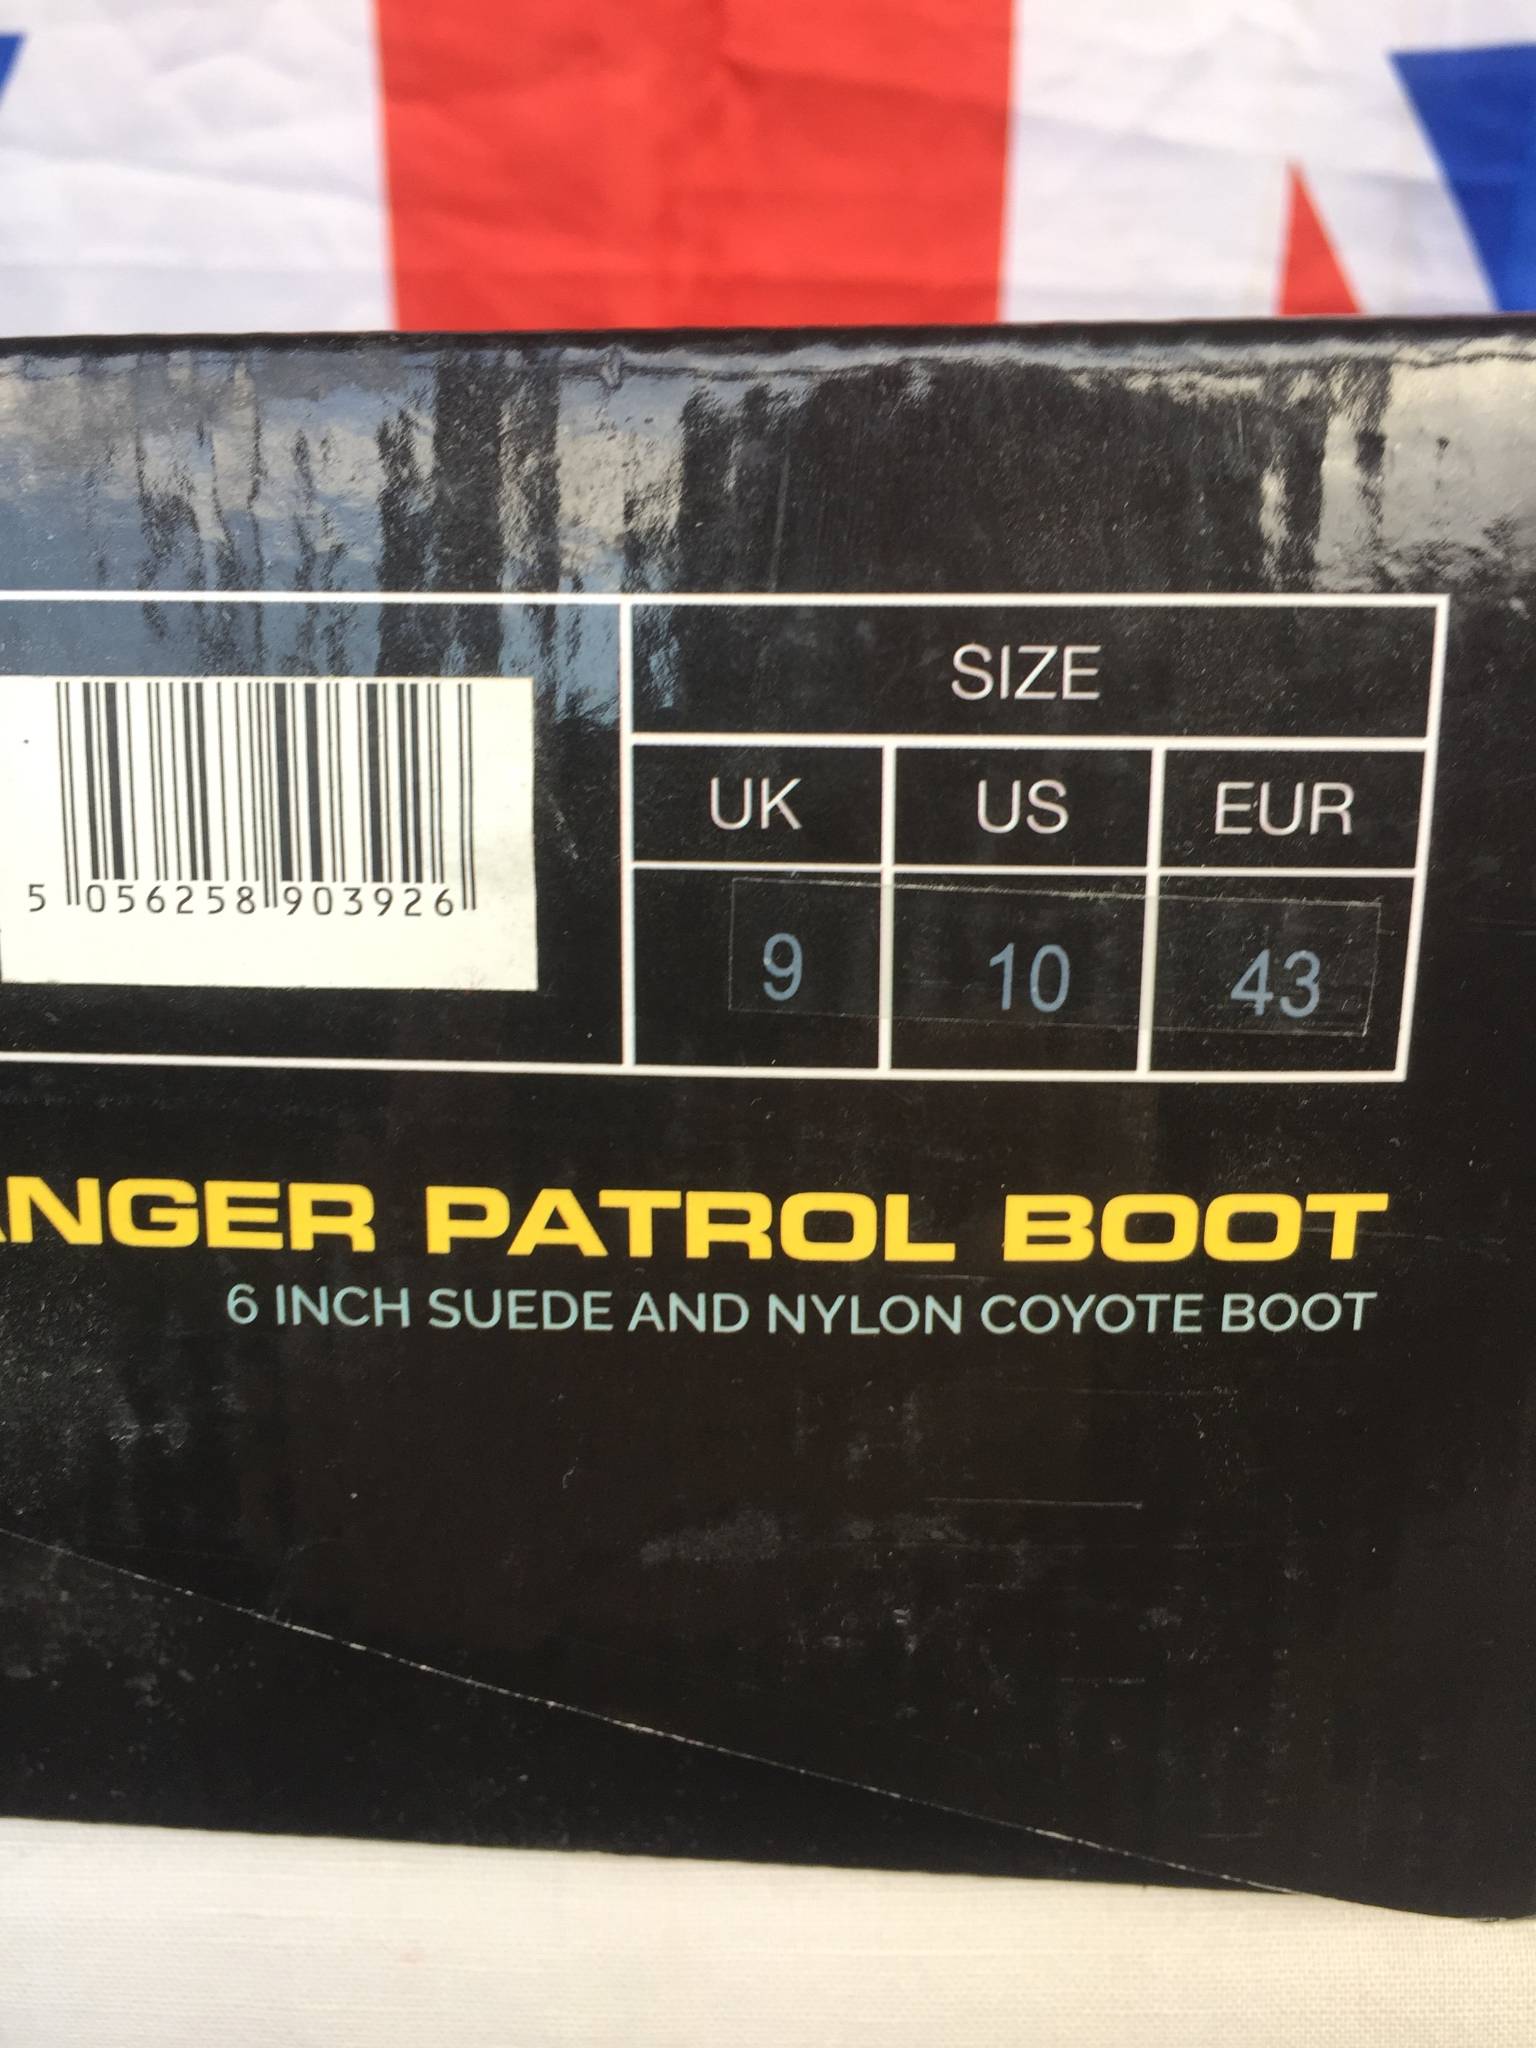 SIZE
UK US EUR
9 10 43
5 056258 903926
ANGER PATROL BOOT
6 INCH SUEDE AND NYLON COYOTE BOOT